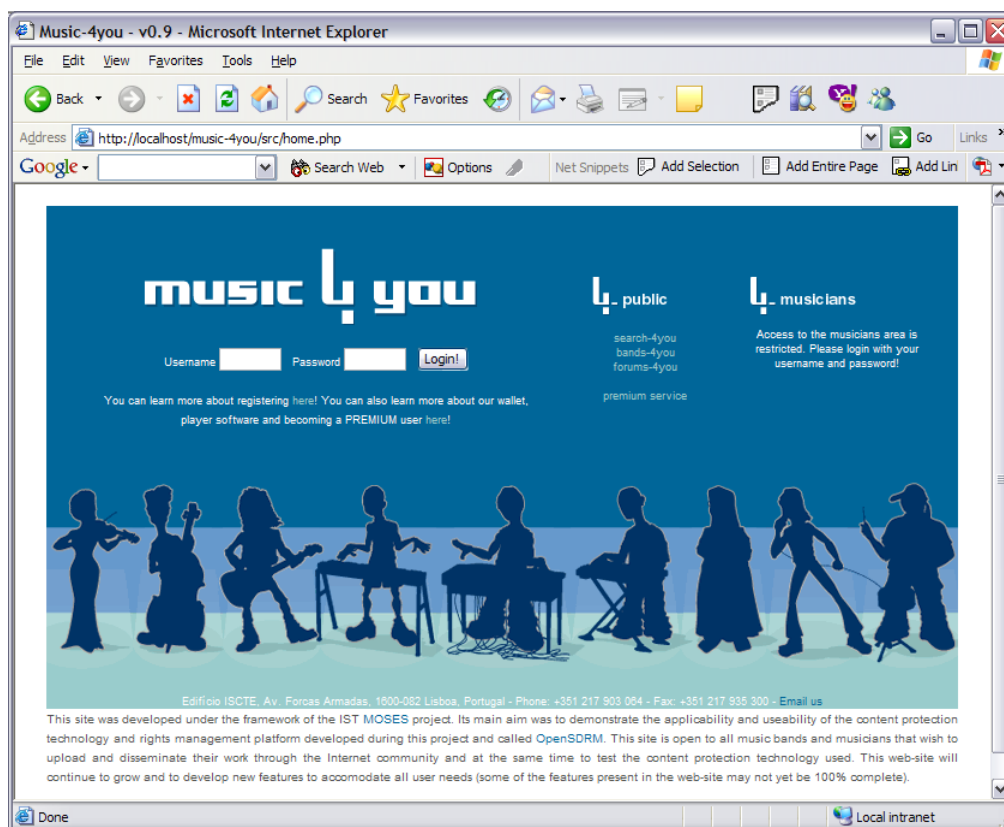 Music-4you - v0.9 - Microsoft Internet Explorer
File Edit View Favorites Tools Help
Back Search Favorites
Address http://localhost/music-4you/src/home.php Go Links »
Google Search Web Options Net Snippets Add Selection Add Entire Page Add Lin
music 4 you
4- public
4- musicians
search-4you
bands-4you
forums-4you
premium service
Access to the musicians area is
restricted. Please login with your
username and password!
Username Password Login!
You can learn more about registering here! You can also learn more about our wallet,
player software and becoming a PREMIUM user here!
Edifício ISCTE, Av. Forcas Armadas, 1600-082 Lisboa, Portugal - Phone: +351 217 903 064 - Fax: +351 217 935 300 - Email us
This site was developed under the framework of the IST MOSES project. Its main aim was to demonstrate the applicability and useability of the content protection
technology and rights management platform developed during this project and called OpenSDRM. This site is open to all music bands and musicians that wish to
upload and disseminate their work through the Internet community and at the same time to test the content protection technology used. This web-site will
continue to grow and to develop new features to accomodate all user needs (some of the features present in the web-site may not yet be 100% complete).
Done Local intranet